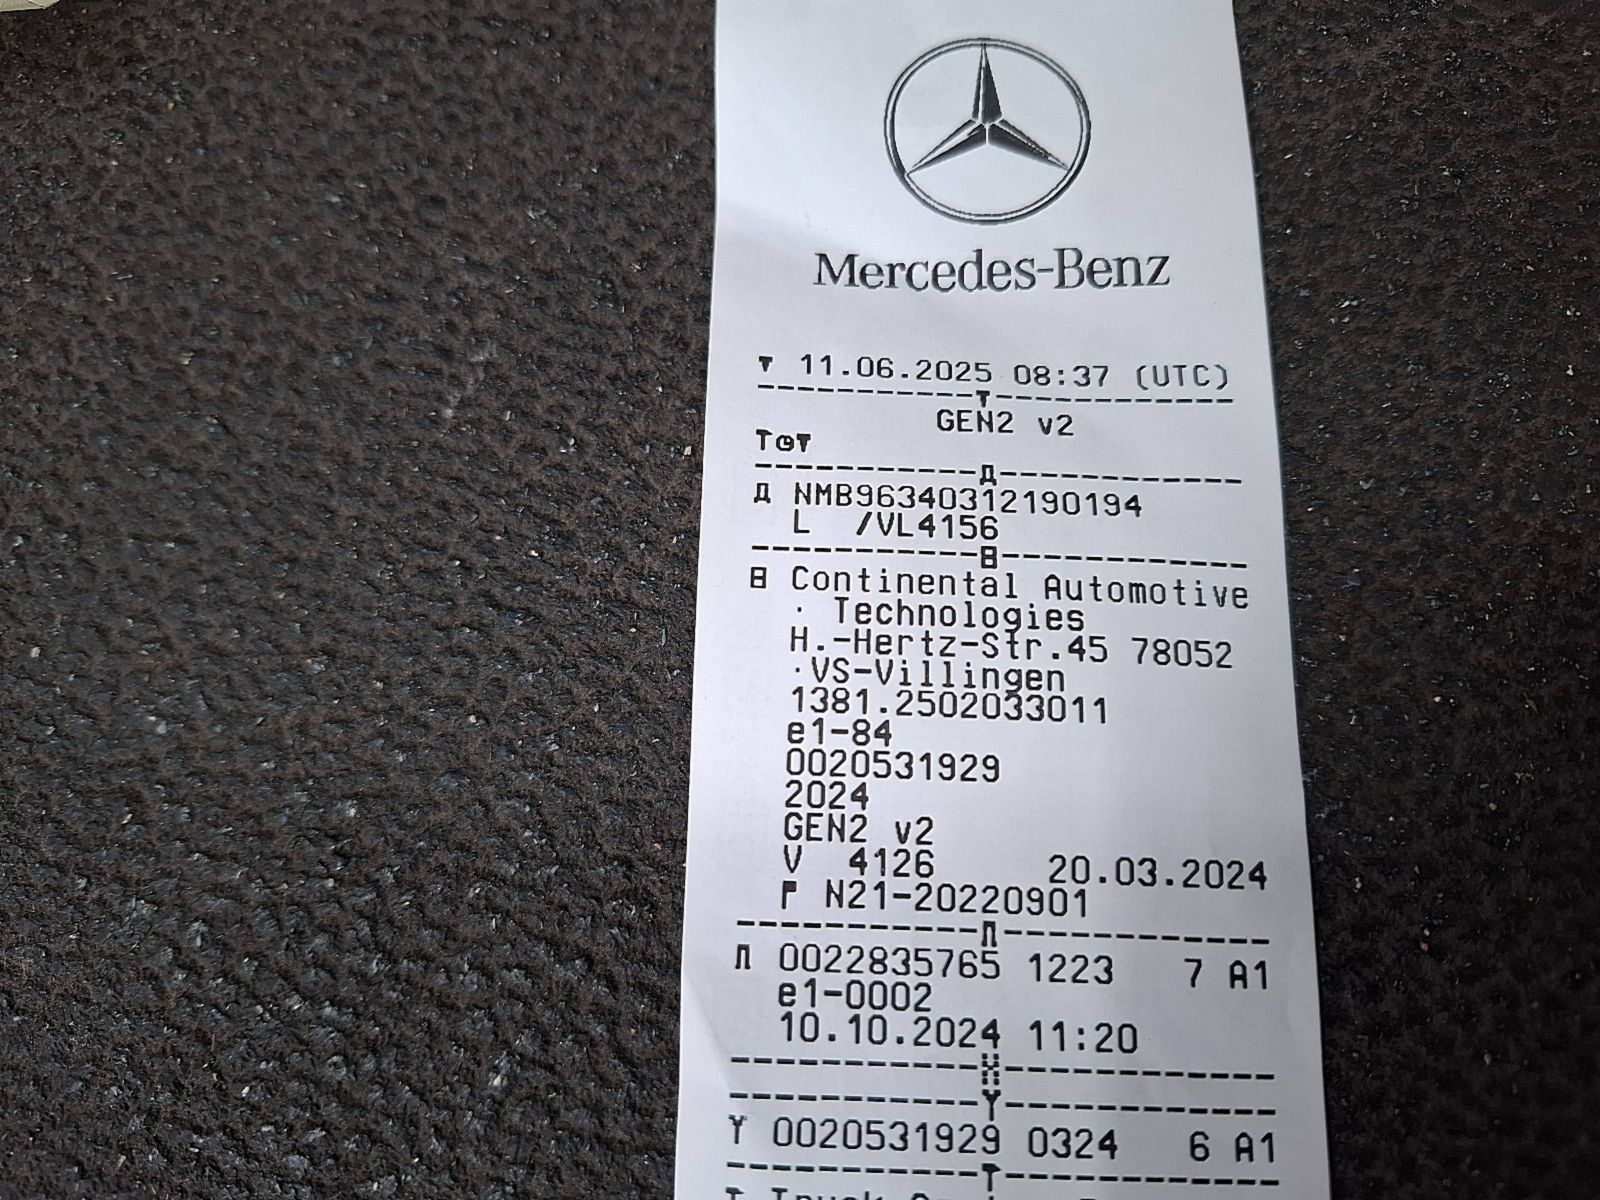 Mercedes-Benz
▼ 11.06.2025 08:37 (UTC)
-----------T-----------
GEN2 v2
T⊙▼
-----------Д-----------
Д NMB96340312190194
L /VL4156
-----------B-----------
B Continental Automotive
· Technologies
H.-Hertz-Str.45 78052
·VS-Villingen
1381.2502033011
e1-84
0020531929
2024
GEN2 v2
V 4126 20.03.2024
P N21-20220901
-----------Л-----------
Л 0022835765 1223 7 A1
e1-0002
10.10.2024 11:20
-----------------------
-----------Y-----------
Y 0020531929 0324 6 A1
-----------T-----------
T Truck